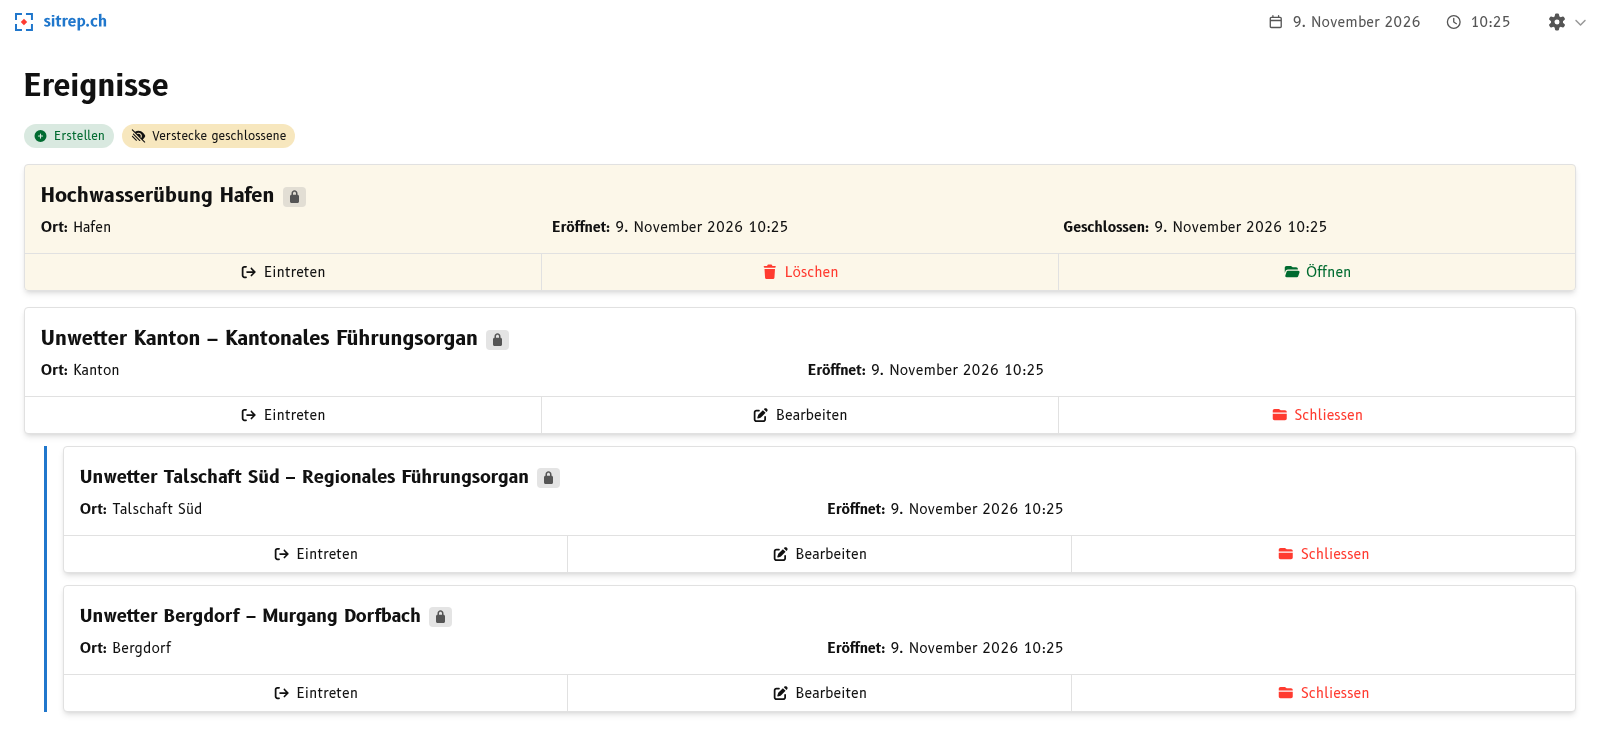 sitrep.ch
9. November 2026 10:25
Ereignisse
Erstellen Verstecke geschlossene
Hochwasserübung Hafen
Ort: Hafen Eröffnet: 9. November 2026 10:25 Geschlossen: 9. November 2026 10:25
Eintreten Löschen Öffnen
Unwetter Kanton – Kantonales Führungsorgan
Ort: Kanton Eröffnet: 9. November 2026 10:25
Eintreten Bearbeiten Schliessen
Unwetter Talschaft Süd – Regionales Führungsorgan
Ort: Talschaft Süd Eröffnet: 9. November 2026 10:25
Eintreten Bearbeiten Schliessen
Unwetter Bergdorf – Murgang Dorfbach
Ort: Bergdorf Eröffnet: 9. November 2026 10:25
Eintreten Bearbeiten Schliessen